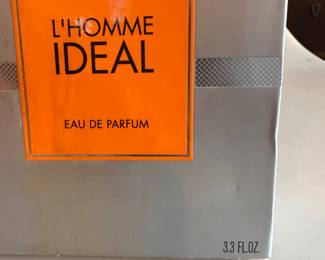 L'HOMME
IDEAL
EAU DE PARFUM
3.3 FL.OZ.